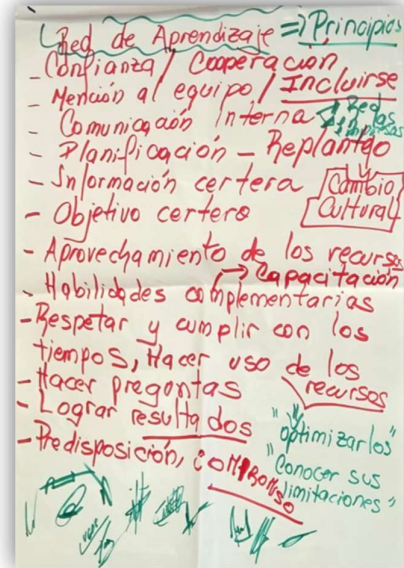 Red de Aprendizaje => Principios
- Confianza / Cooperación
- Mención al equipo / Incluirse
- Comunicación Interna → Reglas
- Planificación - Replanteo
- Información certera
Cambio
Cultural
- Objetivo certero
- Aprovechamiento de los recursos
→ Capacitación
- Habilidades complementarias
- Respetar y cumplir con los
tiempos, Hacer uso de los
recursos
- Hacer preguntas
- Lograr resultados
"optimizarlos"
- Predisposición, COMPROMISO
"Conocer sus
limitaciones"